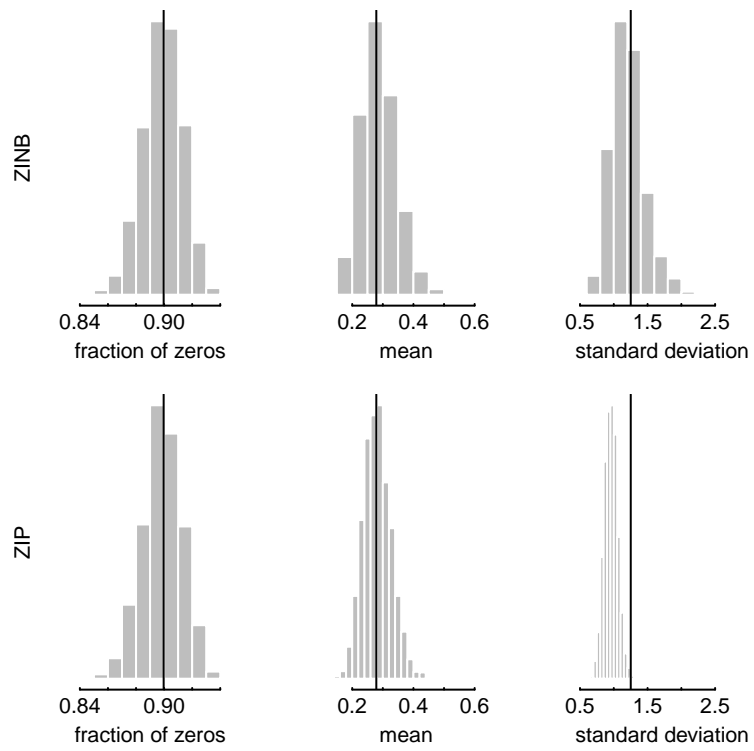 ZINB
0.84 0.90
fraction of zeros
0.2 0.4 0.6
mean
0.5 1.5 2.5
standard deviation
ZIP
0.84 0.90
fraction of zeros
0.2 0.4 0.6
mean
0.5 1.5 2.5
standard deviation